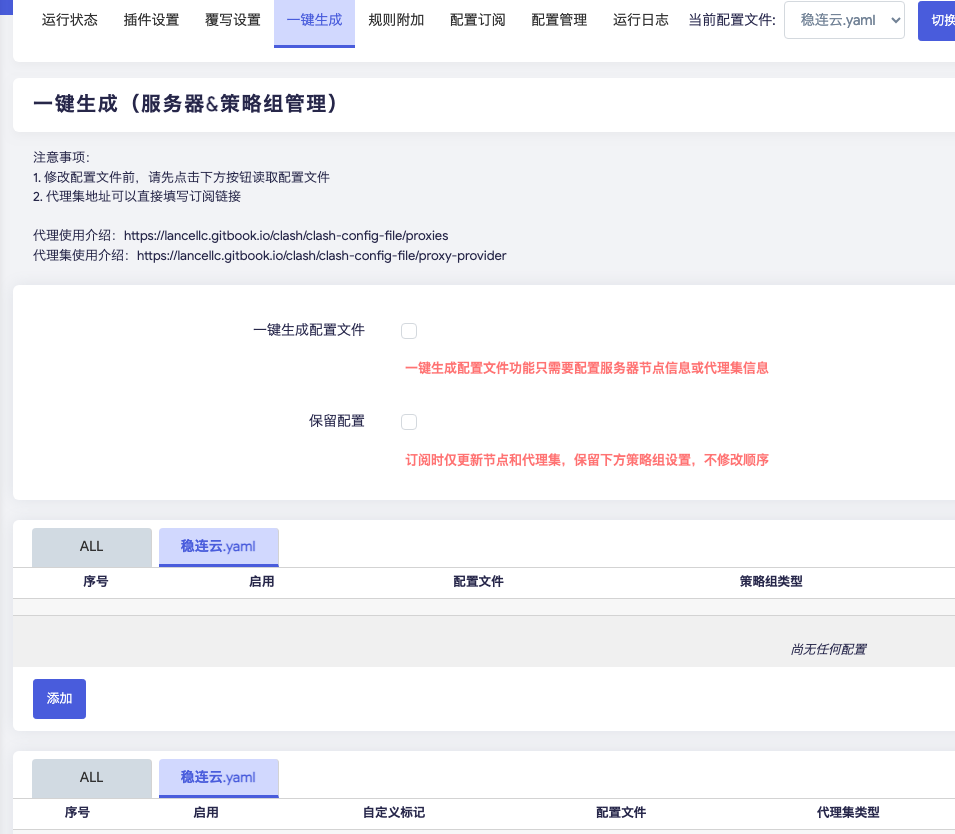 运行状态 插件设置 覆写设置 一键生成 规则附加 配置订阅 配置管理 运行日志 当前配置文件: 稳连云.yaml 切换
一键生成（服务器&策略组管理）
注意事项:
1. 修改配置文件前，请先点击下方按钮读取配置文件
2. 代理集地址可以直接填写订阅链接
代理使用介绍：https://lancellc.gitbook.io/clash/clash-config-file/proxies
代理集使用介绍：https://lancellc.gitbook.io/clash/clash-config-file/proxy-provider
一键生成配置文件
一键生成配置文件功能只需要配置服务器节点信息或代理集信息
保留配置
订阅时仅更新节点和代理集，保留下方策略组设置，不修改顺序
ALL 稳连云.yaml
序号 启用 配置文件 策略组类型
尚无任何配置
添加
ALL 稳连云.yaml
序号 启用 自定义标记 配置文件 代理集类型